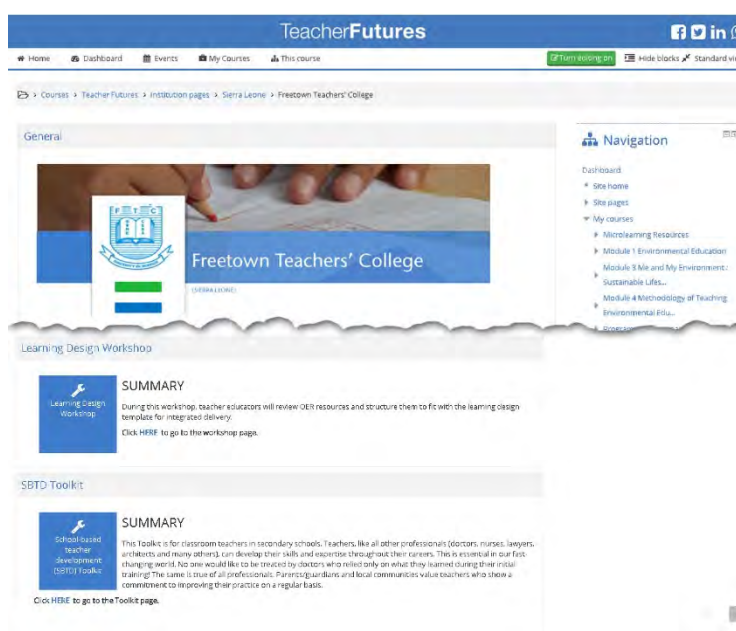 TeacherFutures
Home Dashboard Events My Courses This course Turn editing on Hide blocks Standard vi
Courses > TeacherFutures > Institution pages > Sierra Leone > Freetown Teachers' College
General
Navigation
Dashboard
Site home
Site pages
My courses
Microlearning Resources
Module 1 Environmental Education
Module 3 Me and My Environment :
Sustainable Lifes...
Module 4 Methodology of Teaching
Environmental Edu...
F T C
Freetown Teachers' College
(SIERRA LEONE)
Learning Design Workshop
Learning Design
Workshop
SUMMARY
During this workshop, teacher educators will review OER resources and structure them to fit with the learning design
template for integrated delivery.
Click HERE to go to the workshop page.
SBTD Toolkit
School-based
teacher
development
(SBTD) Toolkit
SUMMARY
This Toolkit is for classroom teachers in secondary schools. Teachers, like all other professionals (doctors, nurses, lawyers,
architects and many others), can develop their skills and expertise throughout their careers. This is essential in our fast
changing world. No one would like to be treated by doctors who relied only on what they learned during their initial
training! The same is true of all professionals. Parents/guardians and local communities value teachers who show a
commitment to improving their practice on a regular basis.
Click HERE to go to the Toolkit page.